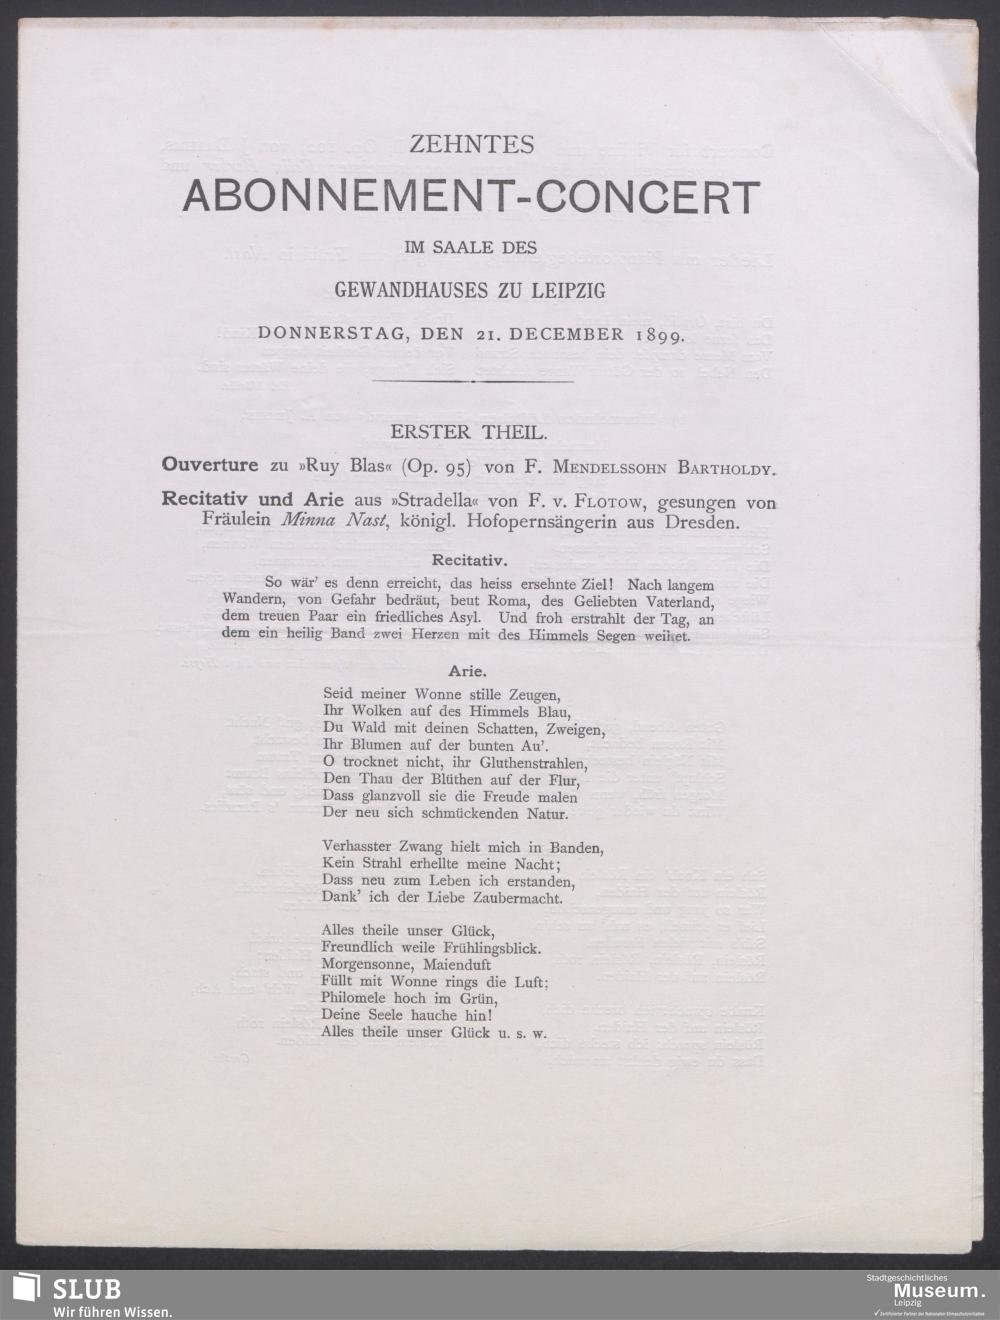 ZEHNTES
ABONNEMENT-CONCERT
IM SAALE DES
GEWANDHAUSES ZU LEIPZIG
DONNERSTAG, DEN 21. DECEMBER 1899.
ERSTER THEIL.
Ouverture zu »Ruy Blas« (Op. 95) von F. MENDELSSOHN BARTHOLDY.
Recitativ und Arie aus »Stradella« von F. v. FLOTOW, gesungen von
Fräulein Minna Nast, königl. Hofopernsängerin aus Dresden.
Recitativ.
So wär' es denn erreicht, das heiss ersehnte Ziel! Nach langem
Wandern, von Gefahr bedräut, beut Roma, des Geliebten Vaterland,
dem treuen Paar ein friedliches Asyl. Und froh erstrahlt der Tag, an
dem ein heilig Band zwei Herzen mit des Himmels Segen weihet.
Arie.
Seid meiner Wonne stille Zeugen,
Ihr Wolken auf des Himmels Blau,
Du Wald mit deinen Schatten, Zweigen,
Ihr Blumen auf der bunten Au'.
O trocknet nicht, ihr Gluthenstrahlen,
Den Thau der Blüthen auf der Flur,
Dass glanzvoll sie die Freude malen
Der neu sich schmückenden Natur.
Verhasster Zwang hielt mich in Banden,
Kein Strahl erhellte meine Nacht;
Dass neu zum Leben ich erstanden,
Dank' ich der Liebe Zaubermacht.
Alles theile unser Glück,
Freundlich weile Frühlingsblick.
Morgensonne, Maienduft
Füllt mit Wonne rings die Luft;
Philomele hoch im Grün,
Deine Seele hauche hin!
Alles theile unser Glück u. s. w.
SLUB
Wir führen Wissen.
Stadtgeschichtliches
Museum.
Leipzig
✓ Zertifizierter Partner der Nationalen Klimaschutzinitiative